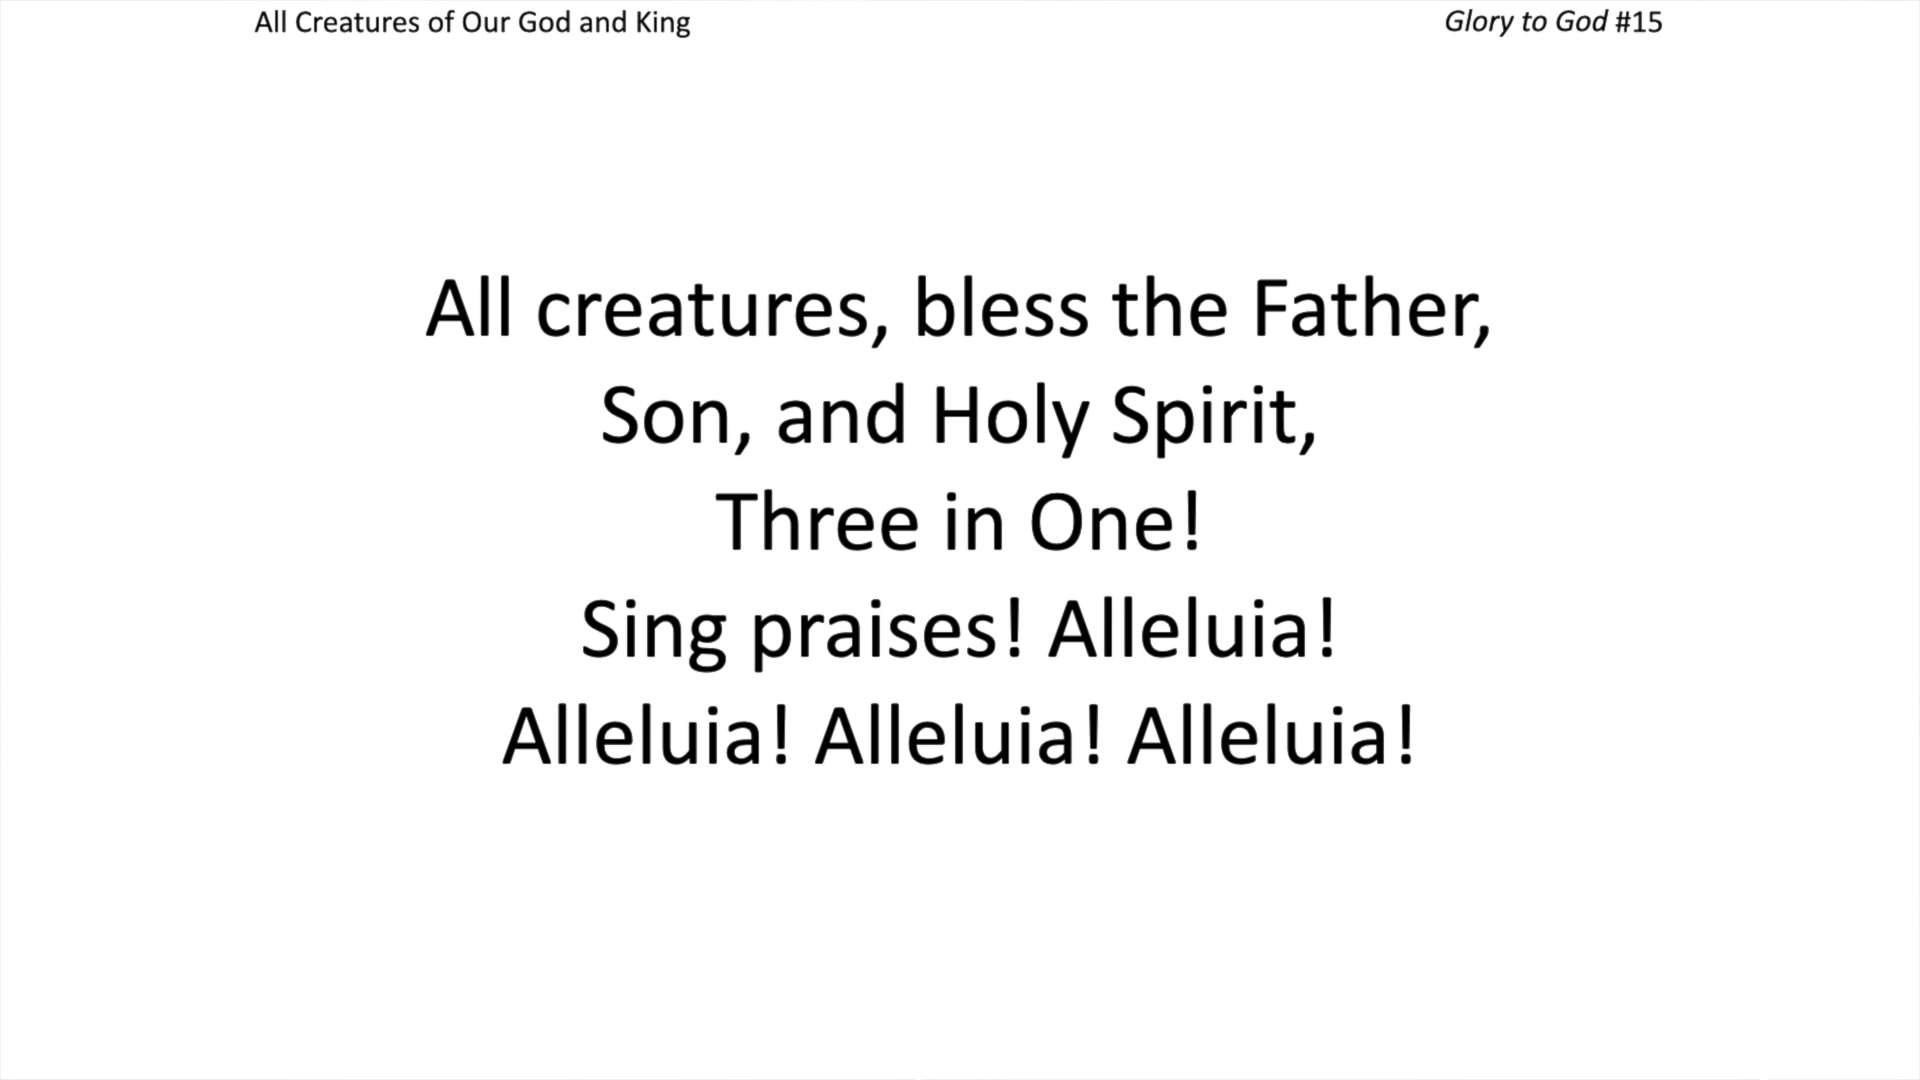 All Creatures of Our God and King
Glory to God #15
All creatures, bless the Father,
Son, and Holy Spirit,
Three in One!
Sing praises! Alleluia!
Alleluia! Alleluia! Alleluia!